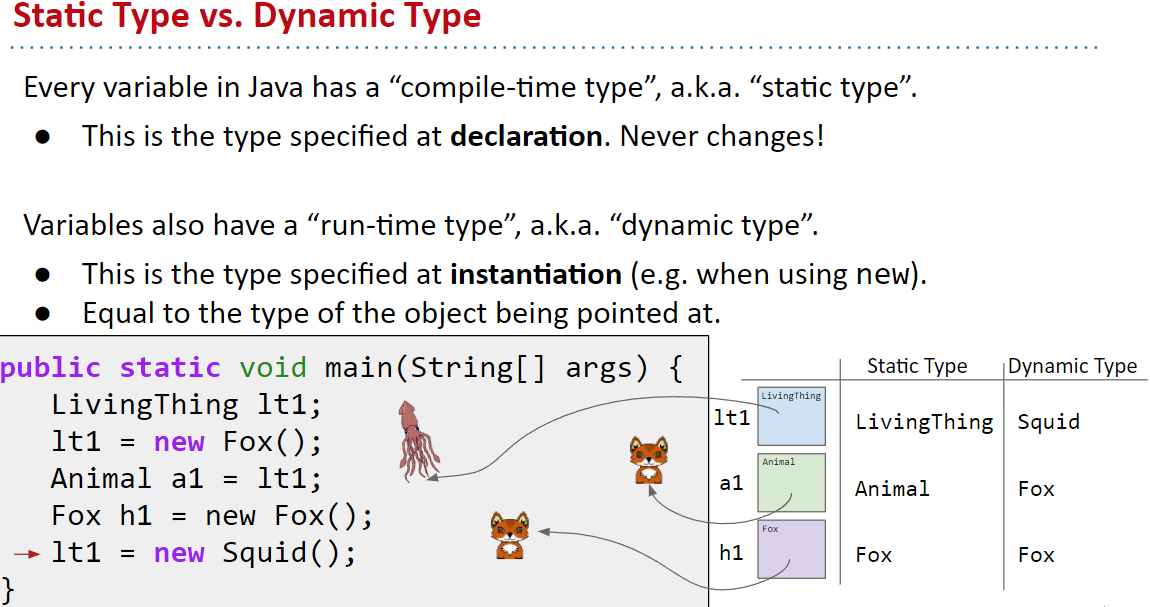 Static Type vs. Dynamic Type
Every variable in Java has a “compile-time type”, a.k.a. “static type”.
● This is the type specified at declaration. Never changes!
Variables also have a “run-time type”, a.k.a. “dynamic type”.
● This is the type specified at instantiation (e.g. when using new).
● Equal to the type of the object being pointed at.
public static void main(String[] args) {
LivingThing lt1;
lt1 = new Fox();
Animal a1 = lt1;
Fox h1 = new Fox();
lt1 = new Squid();
}
Static Type Dynamic Type
lt1 LivingThing LivingThing Squid
a1 Animal Animal Fox
h1 Fox Fox Fox